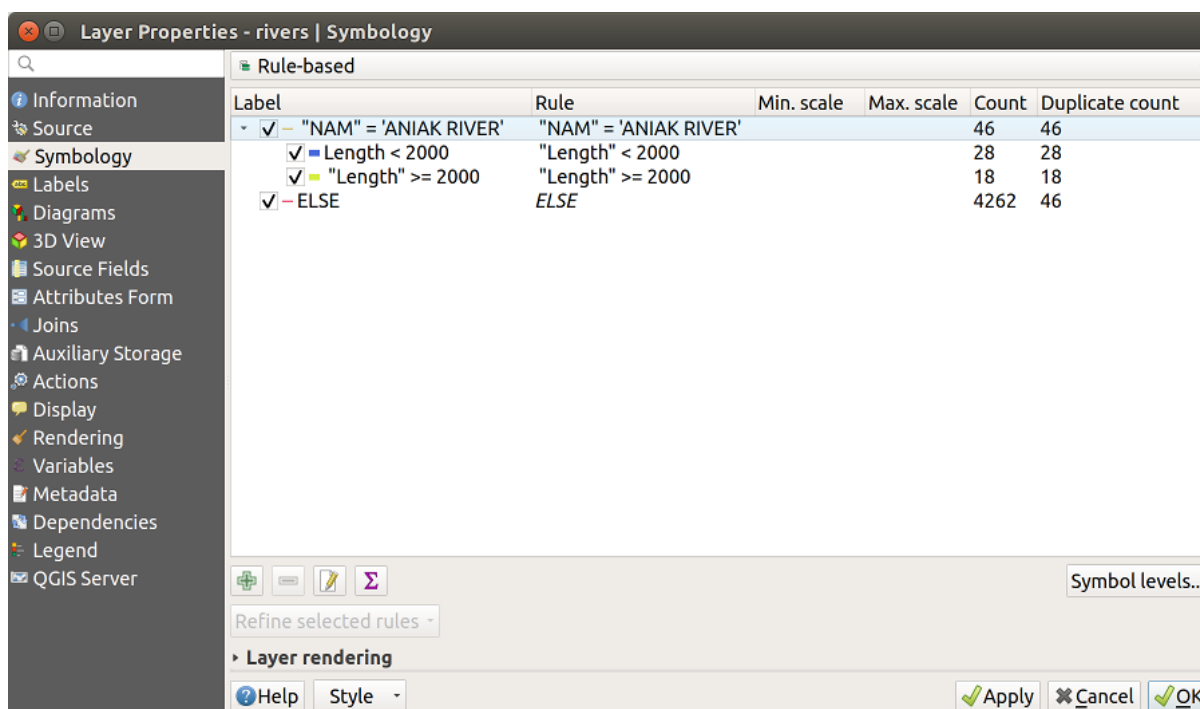 Layer Properties - rivers | Symbology
Rule-based
Information
Source
Symbology
Labels
Diagrams
3D View
Source Fields
Attributes Form
Joins
Auxiliary Storage
Actions
Display
Rendering
Variables
Metadata
Dependencies
Legend
QGIS Server
Label Rule Min. scale Max. scale Count Duplicate count
"NAM" = 'ANIAK RIVER' "NAM" = 'ANIAK RIVER' 46 46
Length < 2000 "Length" < 2000 28 28
"Length" >= 2000 "Length" >= 2000 18 18
ELSE ELSE 4262 46
Symbol levels..
Refine selected rules
Layer rendering
Help Style Apply Cancel OK